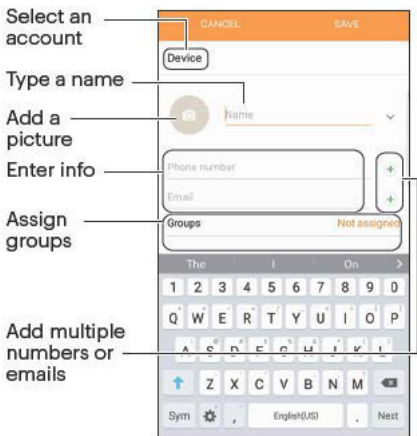 Select an
account
Type a name
Add a
picture
Enter info
Assign
groups
Add multiple
numbers or
emails
CANCEL SAVE
Device
Name
Phone number
Email
Groups Not assigned
The I On
1 2 3 4 5 6 7 8 9 0
Q W E R T Y U I O P
A S D F G H J K L
Z X C V B N M
Sym , English(US) . Next